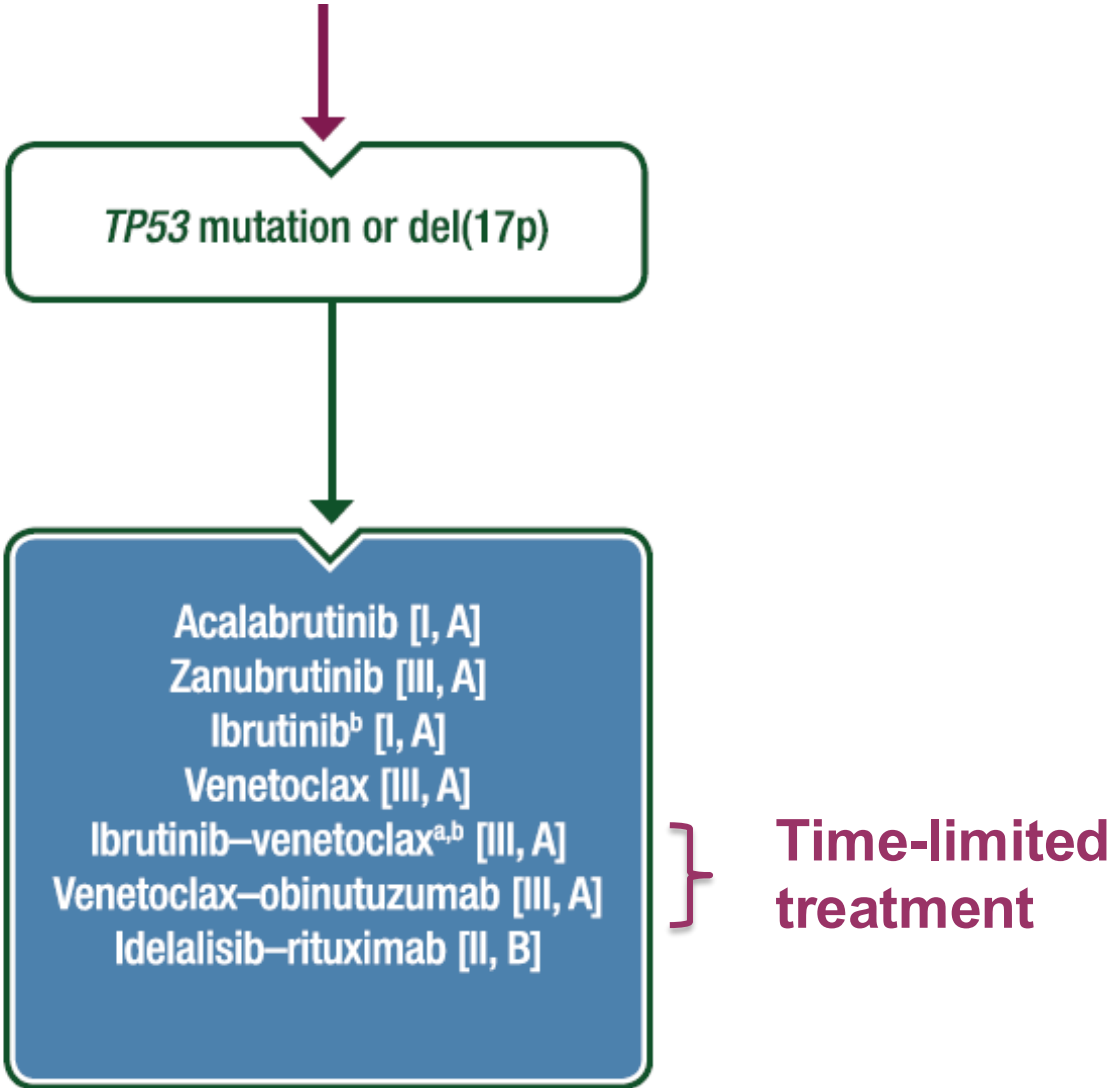 TP53 mutation or del(17p)
Acalabrutinib [I, A]
Zanubrutinib [III, A]
Ibrutinibᵇ [I, A]
Venetoclax [III, A]
Ibrutinib–venetoclaxᵃ,ᵇ [III, A]
Venetoclax–obinutuzumab [III, A]
Idelalisib–rituximab [II, B]
Time-limited
treatment